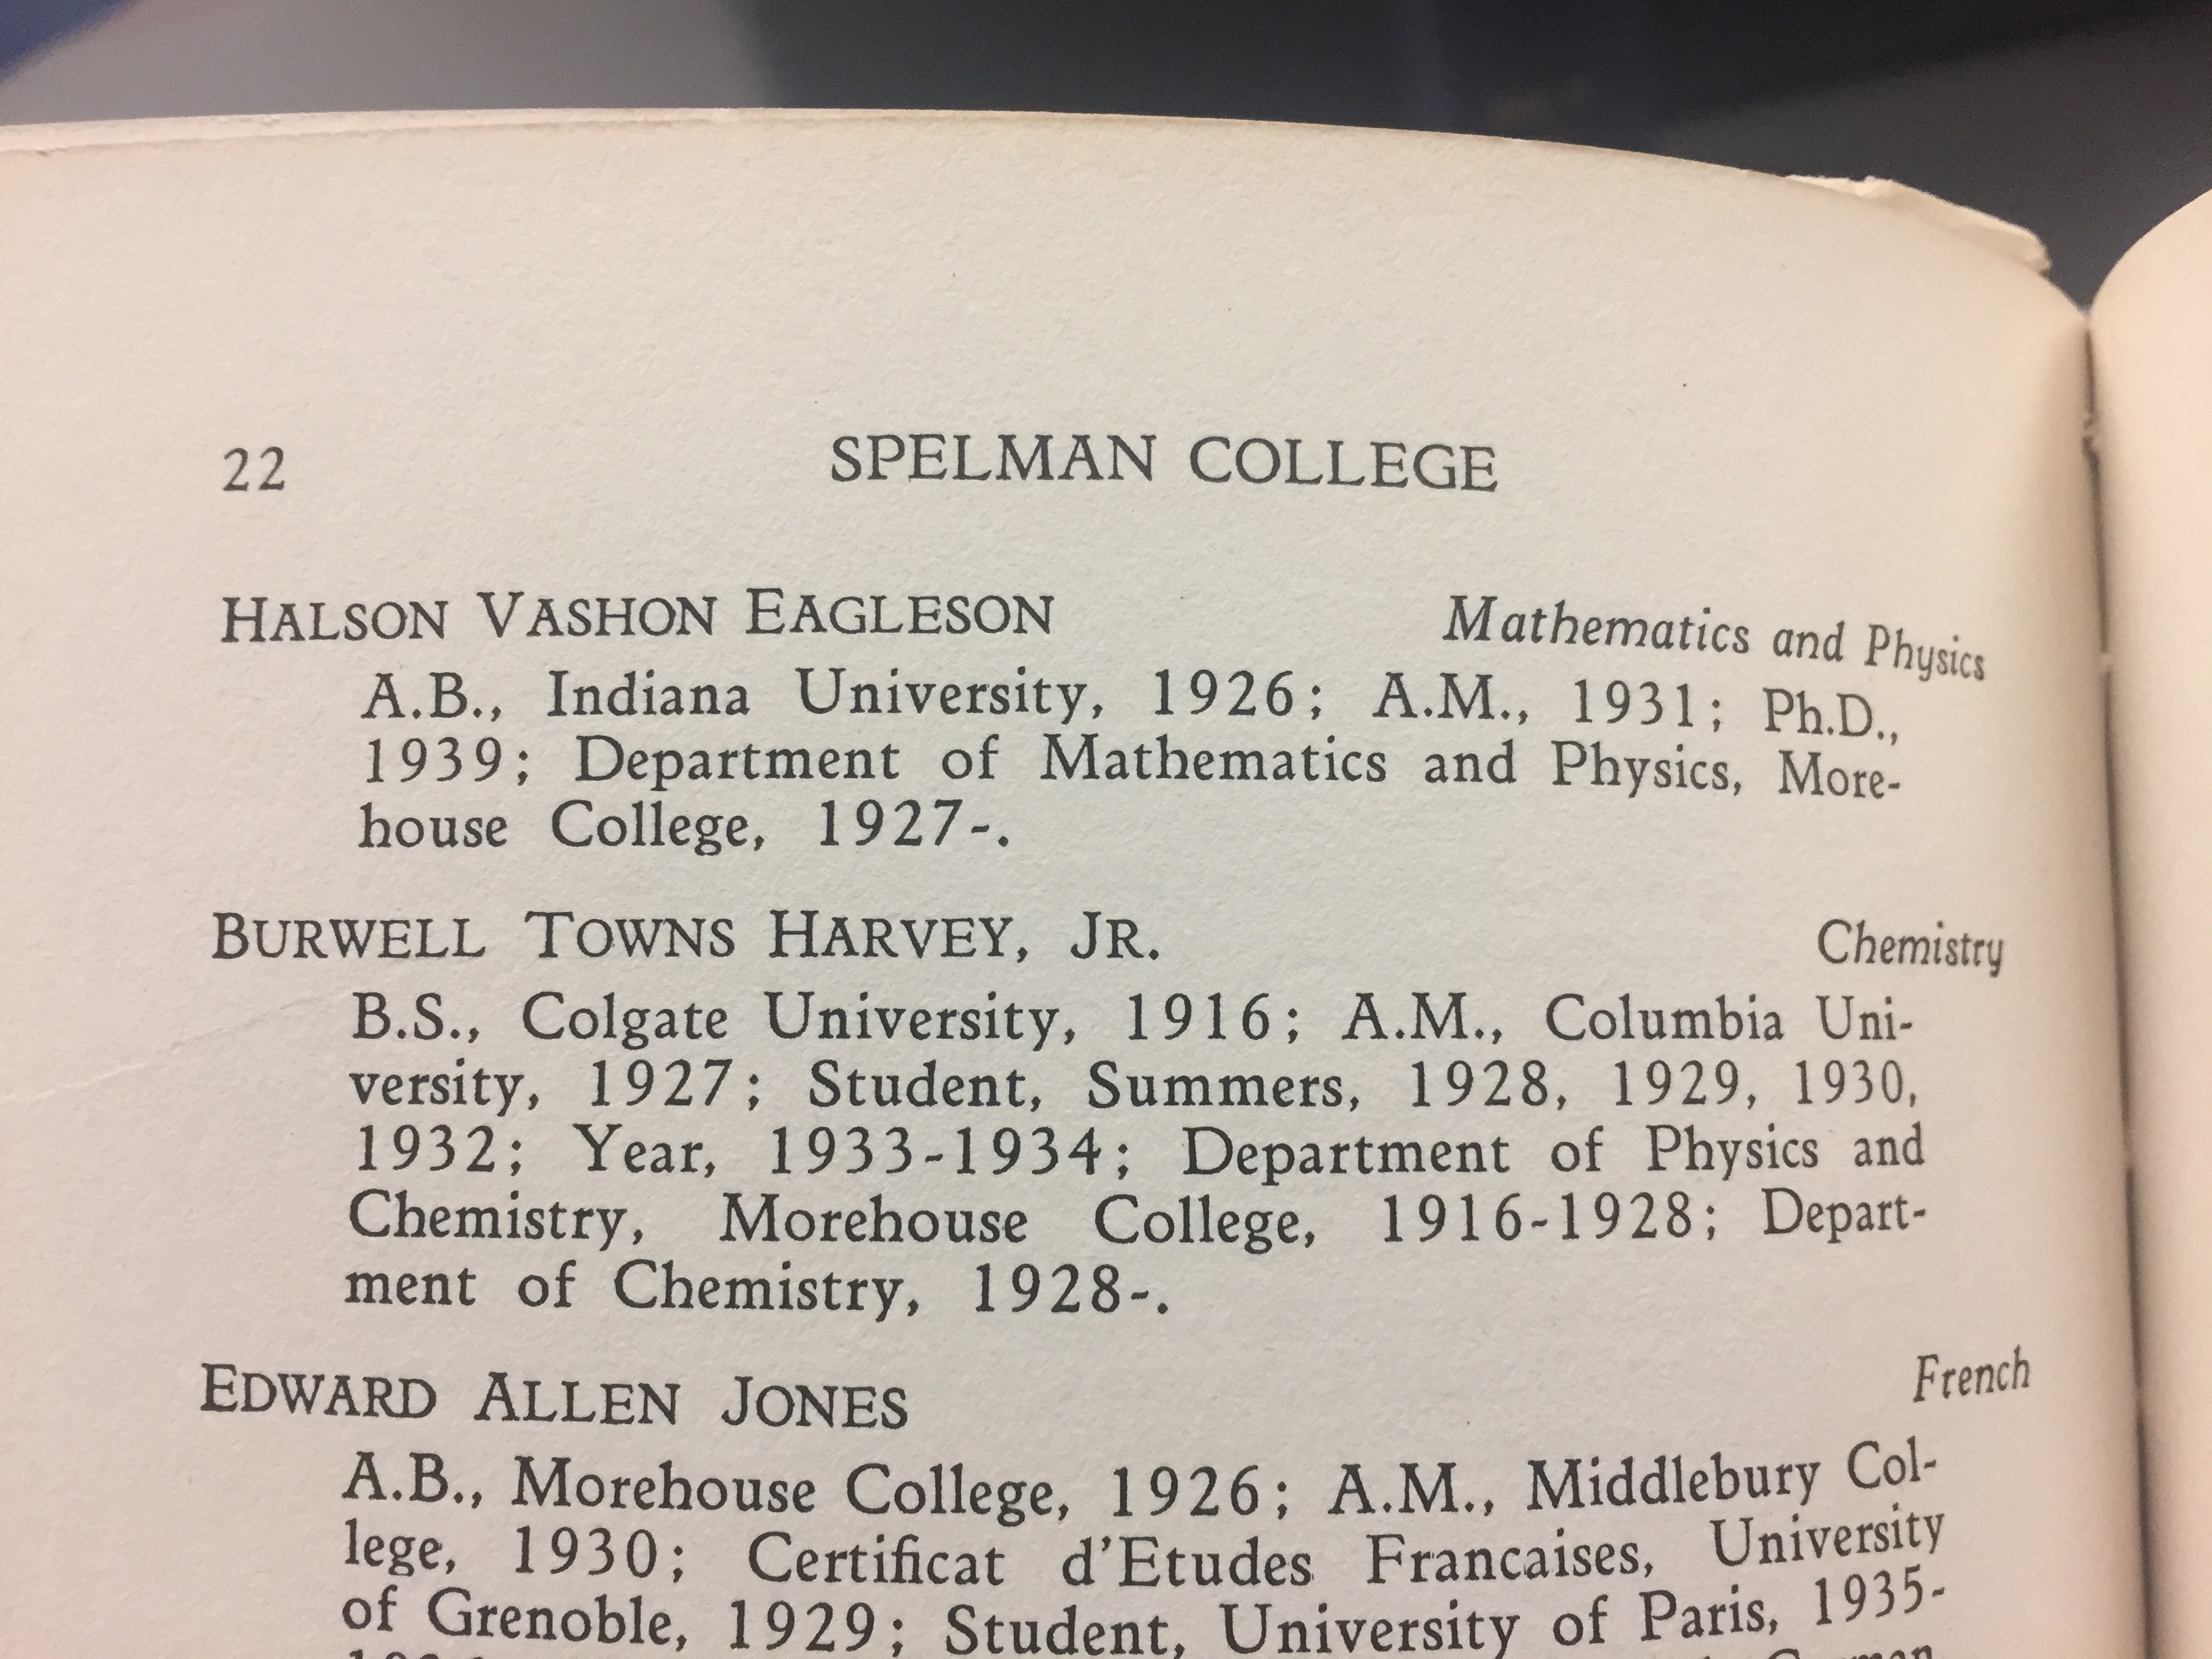 22 SPELMAN COLLEGE
HALSON VASHON EAGLESON Mathematics and Physics
A.B., Indiana University, 1926; A.M., 1931; Ph.D.,
1939; Department of Mathematics and Physics, More-
house College, 1927-.
BURWELL TOWNS HARVEY, JR. Chemistry
B.S., Colgate University, 1916; A.M., Columbia Uni-
versity, 1927; Student, Summers, 1928, 1929, 1930,
1932; Year, 1933-1934; Department of Physics and
Chemistry, Morehouse College, 1916-1928; Depart-
ment of Chemistry, 1928-.
EDWARD ALLEN JONES French
A.B., Morehouse College, 1926; A.M., Middlebury Col-
lege, 1930; Certificat d'Etudes Francaises, University
of Grenoble, 1929; Student, University of Paris, 1935-